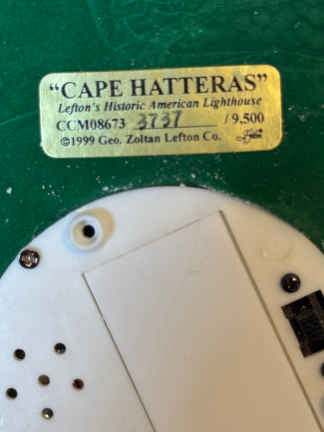 “CAPE HATTERAS”
Lefton's Historic American Lighthouse
CCM08673 3737 / 9,500
©1999 Geo. Zoltan Lefton Co.